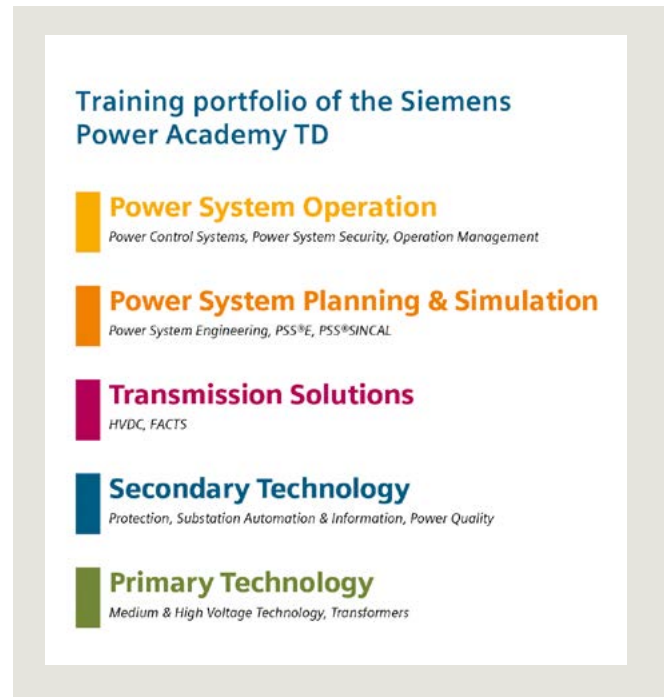 Training portfolio of the Siemens
Power Academy TD
Power System Operation
Power Control Systems, Power System Security, Operation Management
Power System Planning & Simulation
Power System Engineering, PSS®E, PSS®SINCAL
Transmission Solutions
HVDC, FACTS
Secondary Technology
Protection, Substation Automation & Information, Power Quality
Primary Technology
Medium & High Voltage Technology, Transformers